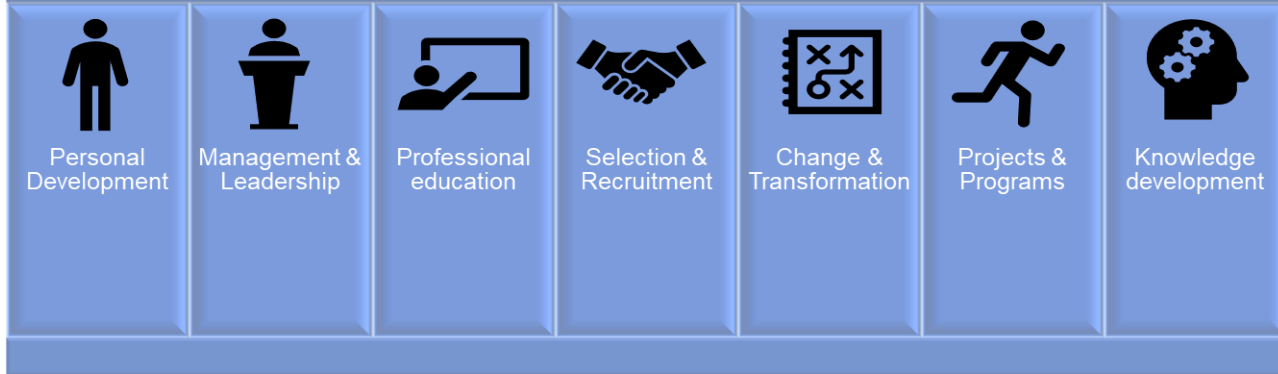 Personal
Development
Management &
Leadership
Professional
education
Selection &
Recruitment
Change &
Transformation
Projects &
Programs
Knowledge
development